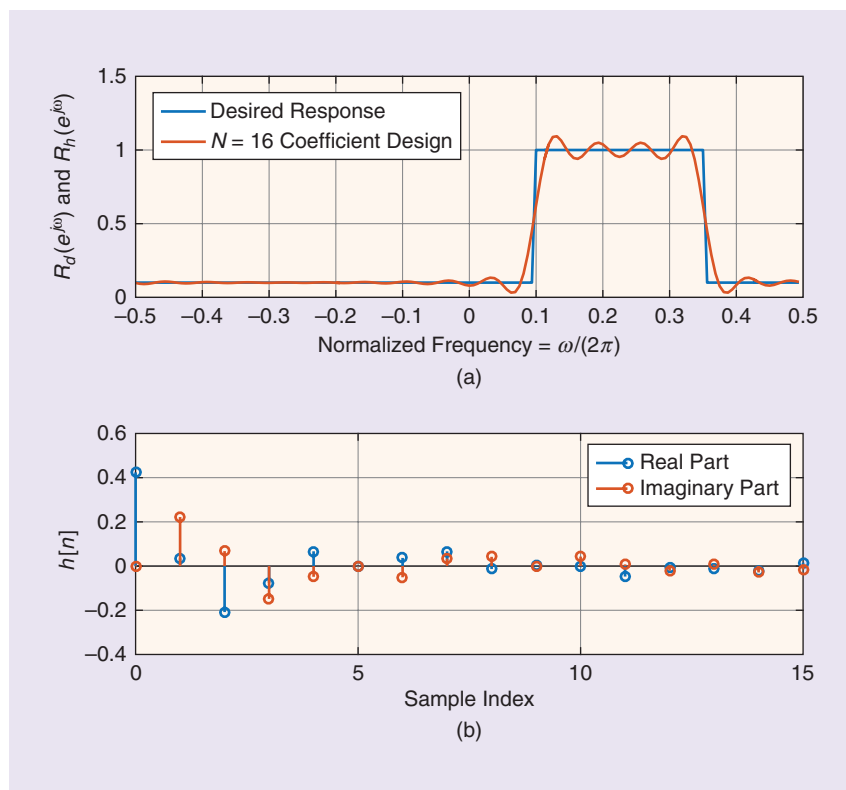 1.5
1
0.5
0
R_d(e^{jω}) and R_h(e^{jω})
Desired Response
N = 16 Coefficient Design
–0.5 –0.4 –0.3 –0.2 –0.1 0 0.1 0.2 0.3 0.4 0.5
Normalized Frequency = ω/(2π)
(a)
0.6
0.4
0.2
0
–0.2
–0.4
h[n]
Real Part
Imaginary Part
0 5 10 15
Sample Index
(b)